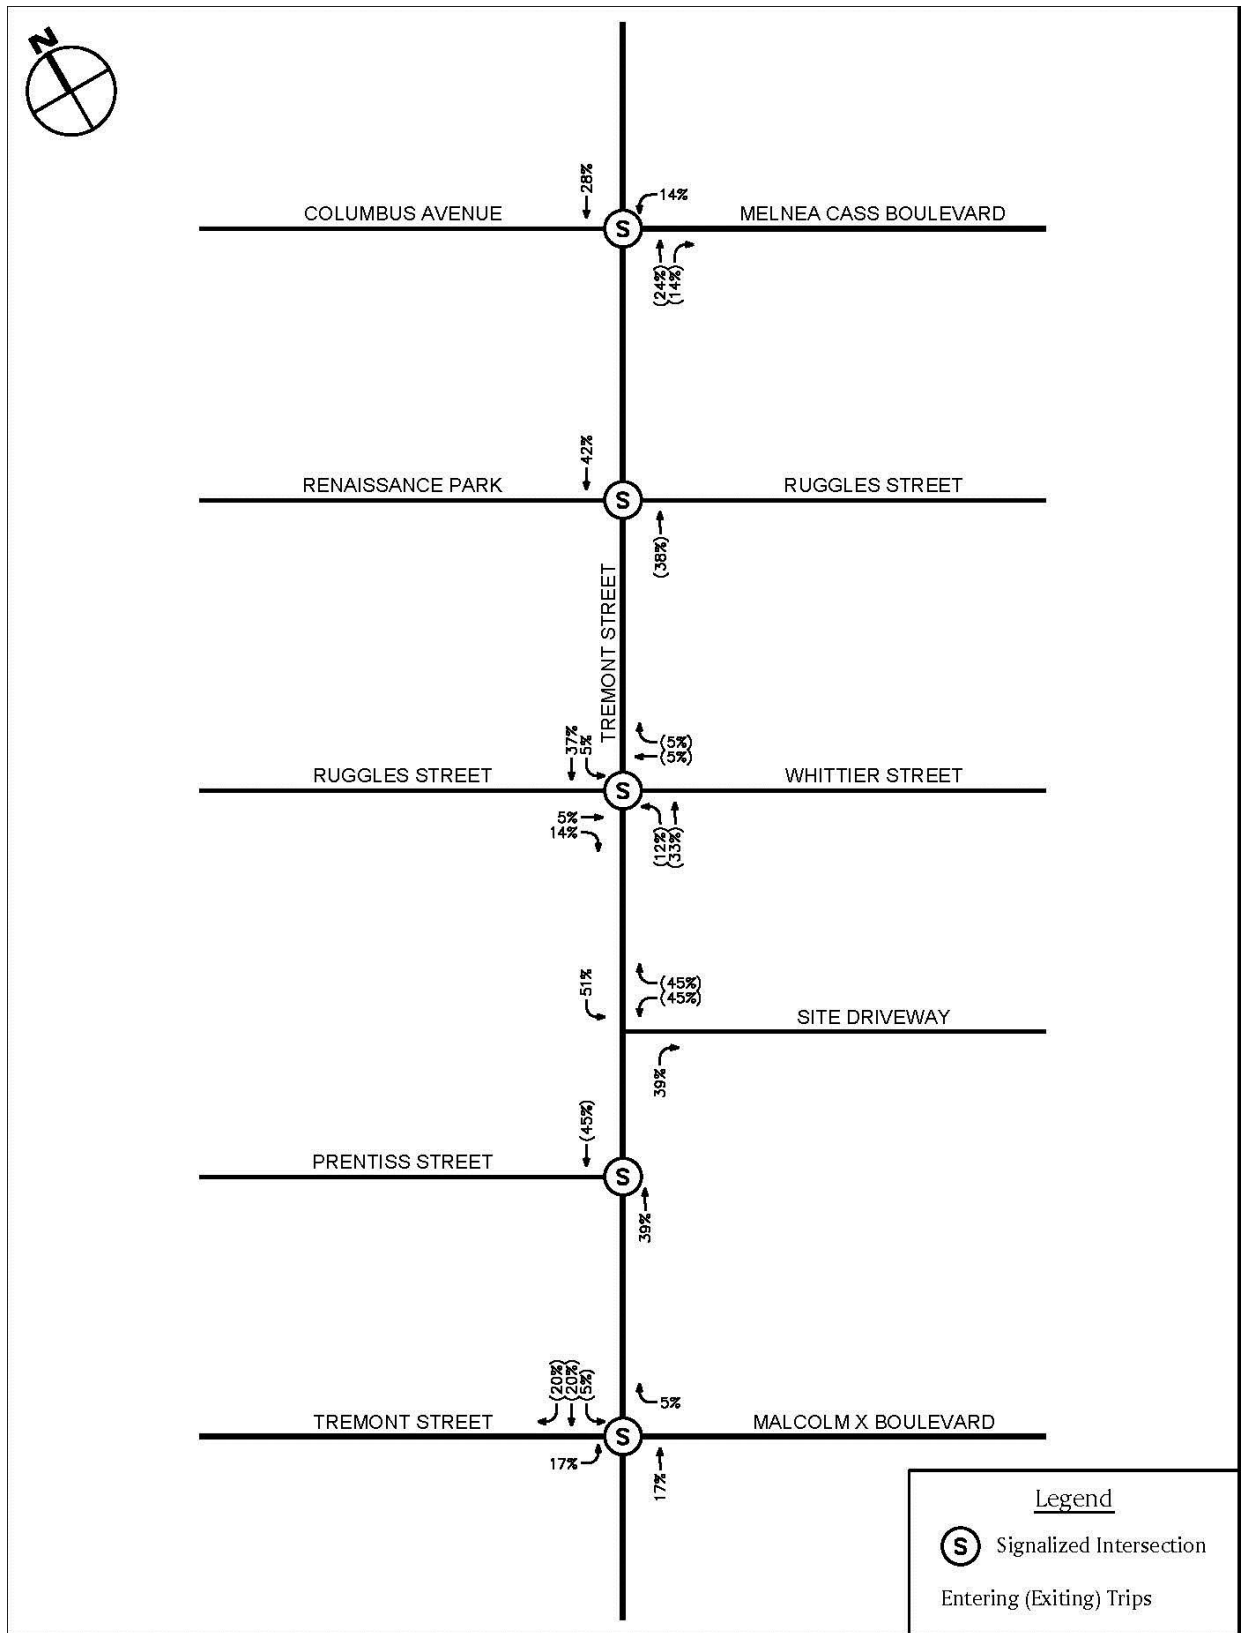 N
28%
14%
COLUMBUS AVENUE
MELNEA CASS BOULEVARD
S
(24%)
(14%)
42%
RENAISSANCE PARK
RUGGLES STREET
S
(38%)
TREMONT STREET
37%
5%
(5%)
(5%)
RUGGLES STREET
WHITTIER STREET
S
5%
14%
(12%)
(33%)
51%
(45%)
(45%)
SITE DRIVEWAY
39%
(45%)
PRENTISS STREET
S
39%
(20%)
(20%)
(5%)
5%
TREMONT STREET
MALCOLM X BOULEVARD
S
17%
17%
Legend
S Signalized Intersection
Entering (Exiting) Trips